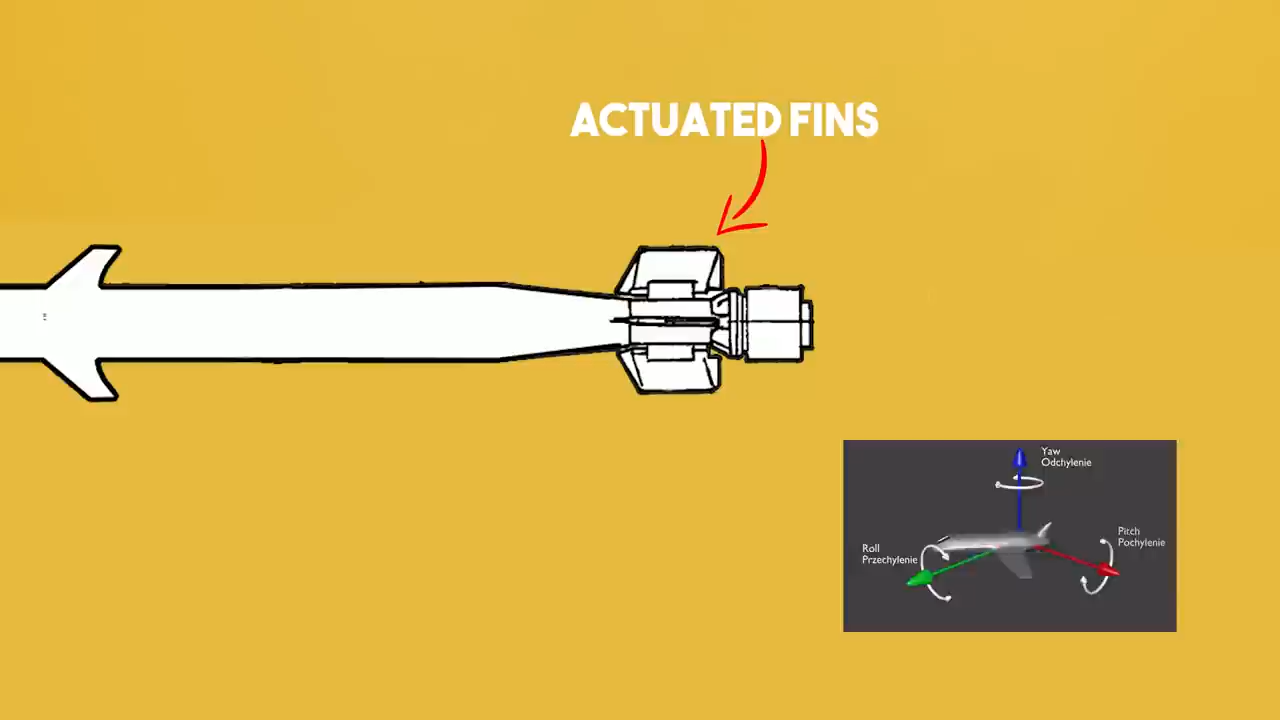 ACTUATED FINS
Yaw
Odchylenie
Pitch
Pochylenie
Roll
Przechylenie